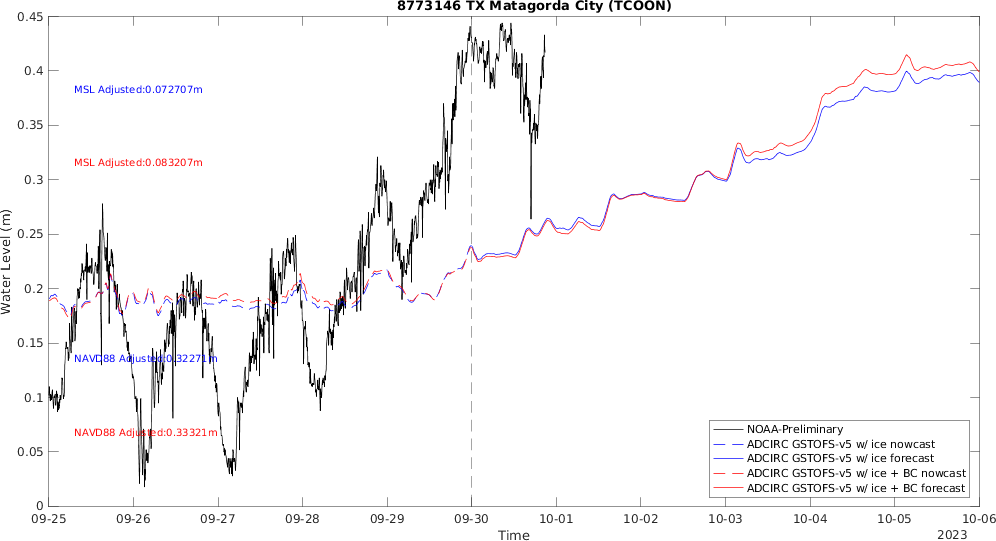 8773146 TX Matagorda City (TCOON)
0.45
0.4
0.35
0.3
0.25
0.2
0.15
0.1
0.05
0
Water Level (m)
MSL Adjusted:0.072707m
MSL Adjusted:0.083207m
NAVD88 Adjusted:0.32271m
NAVD88 Adjusted:0.33321m
NOAA-Preliminary
ADCIRC GSTOFS-v5 w/ ice nowcast
ADCIRC GSTOFS-v5 w/ ice forecast
ADCIRC GSTOFS-v5 w/ ice + BC nowcast
ADCIRC GSTOFS-v5 w/ ice + BC forecast
09-25 09-26 09-27 09-28 09-29 09-30 10-01 10-02 10-03 10-04 10-05 10-06
Time
2023